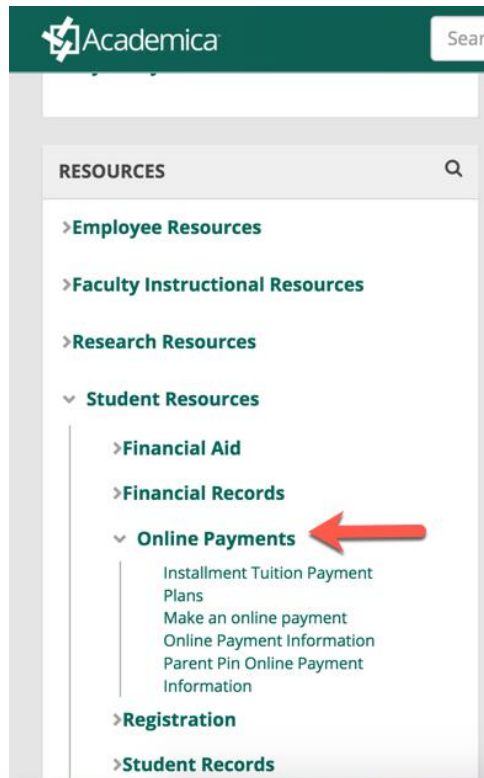 Academica
Sear
RESOURCES
Employee Resources
Faculty Instructional Resources
Research Resources
Student Resources
Financial Aid
Financial Records
Online Payments
Installment Tuition Payment
Plans
Make an online payment
Online Payment Information
Parent Pin Online Payment
Information
Registration
Student Records